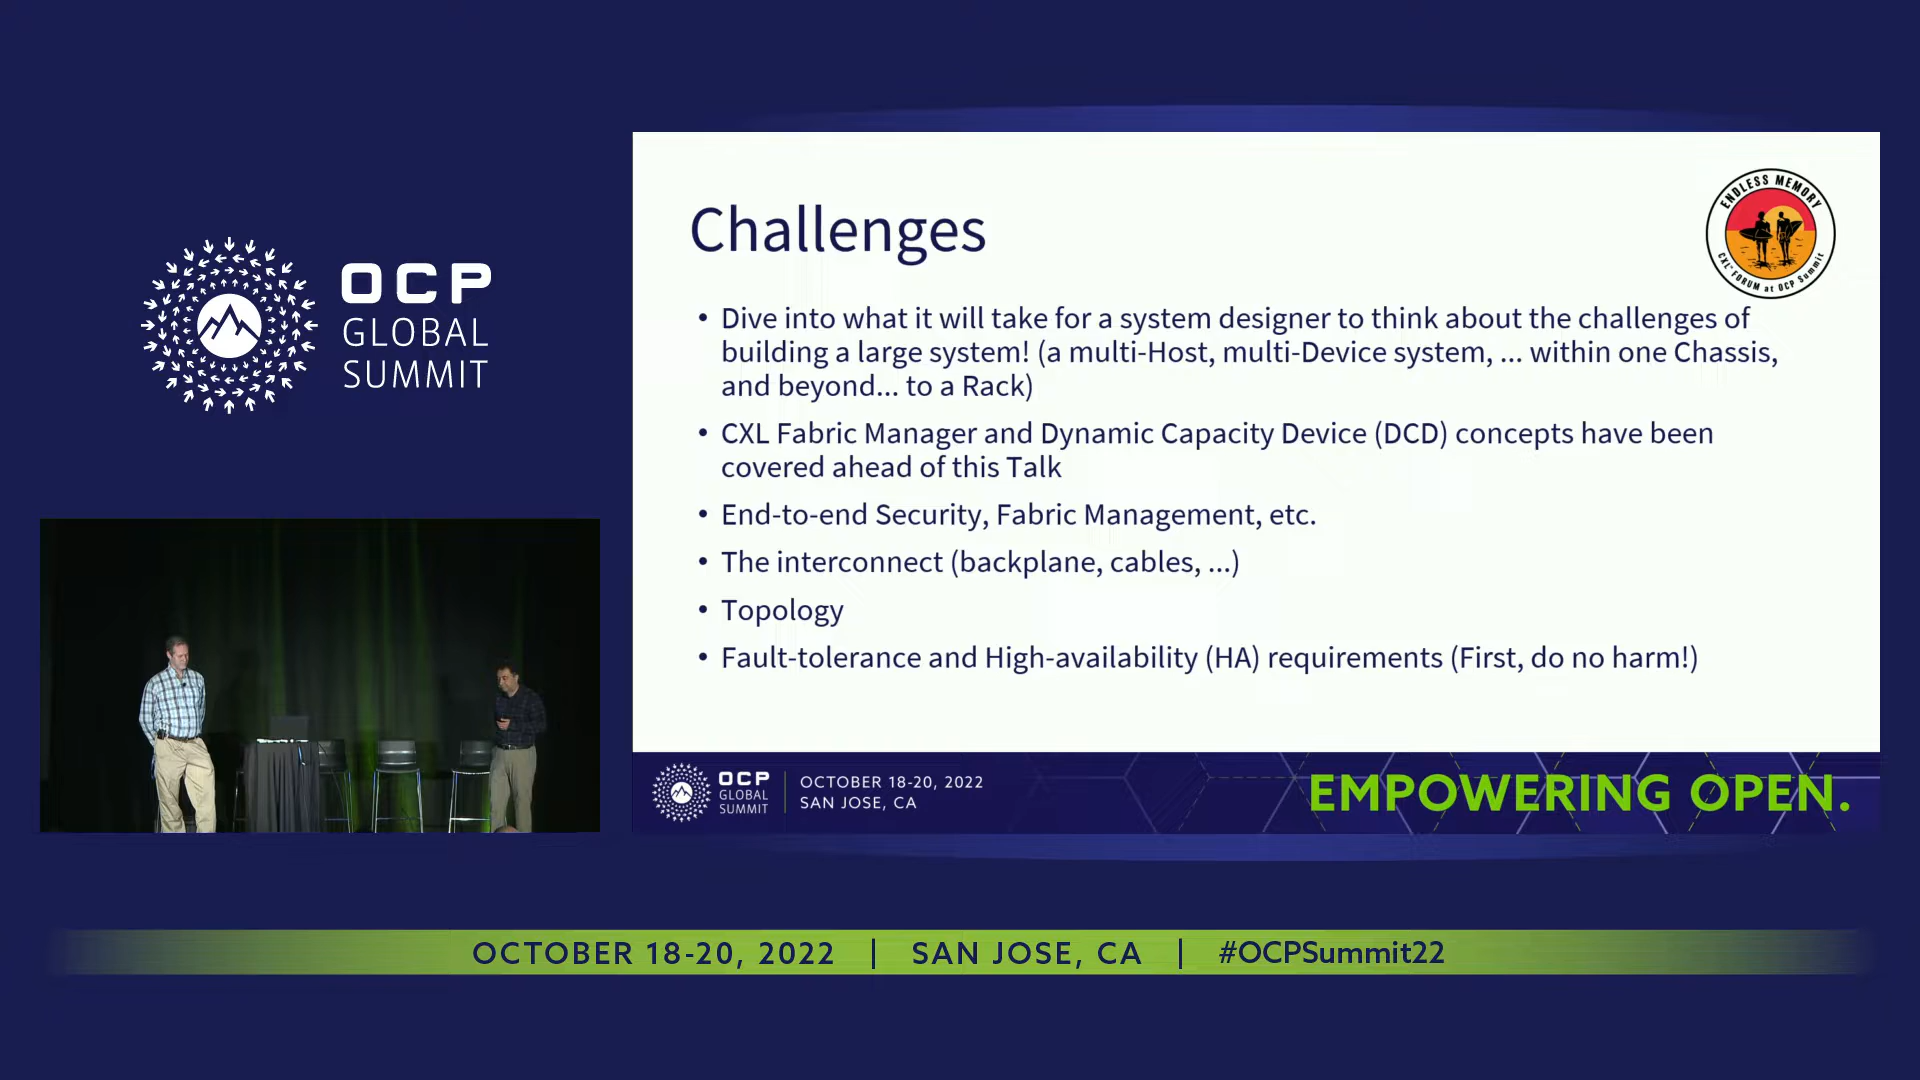 OCP
GLOBAL
SUMMIT
ENDLESS MEMORY
CXL™ FORUM at OCP Summit
Challenges
• Dive into what it will take for a system designer to think about the challenges of
building a large system! (a multi-Host, multi-Device system, ... within one Chassis,
and beyond... to a Rack)
• CXL Fabric Manager and Dynamic Capacity Device (DCD) concepts have been
covered ahead of this Talk
• End-to-end Security, Fabric Management, etc.
• The interconnect (backplane, cables, ...)
• Topology
• Fault-tolerance and High-availability (HA) requirements (First, do no harm!)
OCP
GLOBAL
SUMMIT
OCTOBER 18-20, 2022
SAN JOSE, CA
EMPOWERING OPEN.
OCTOBER 18-20, 2022 | SAN JOSE, CA | #OCPSummit22